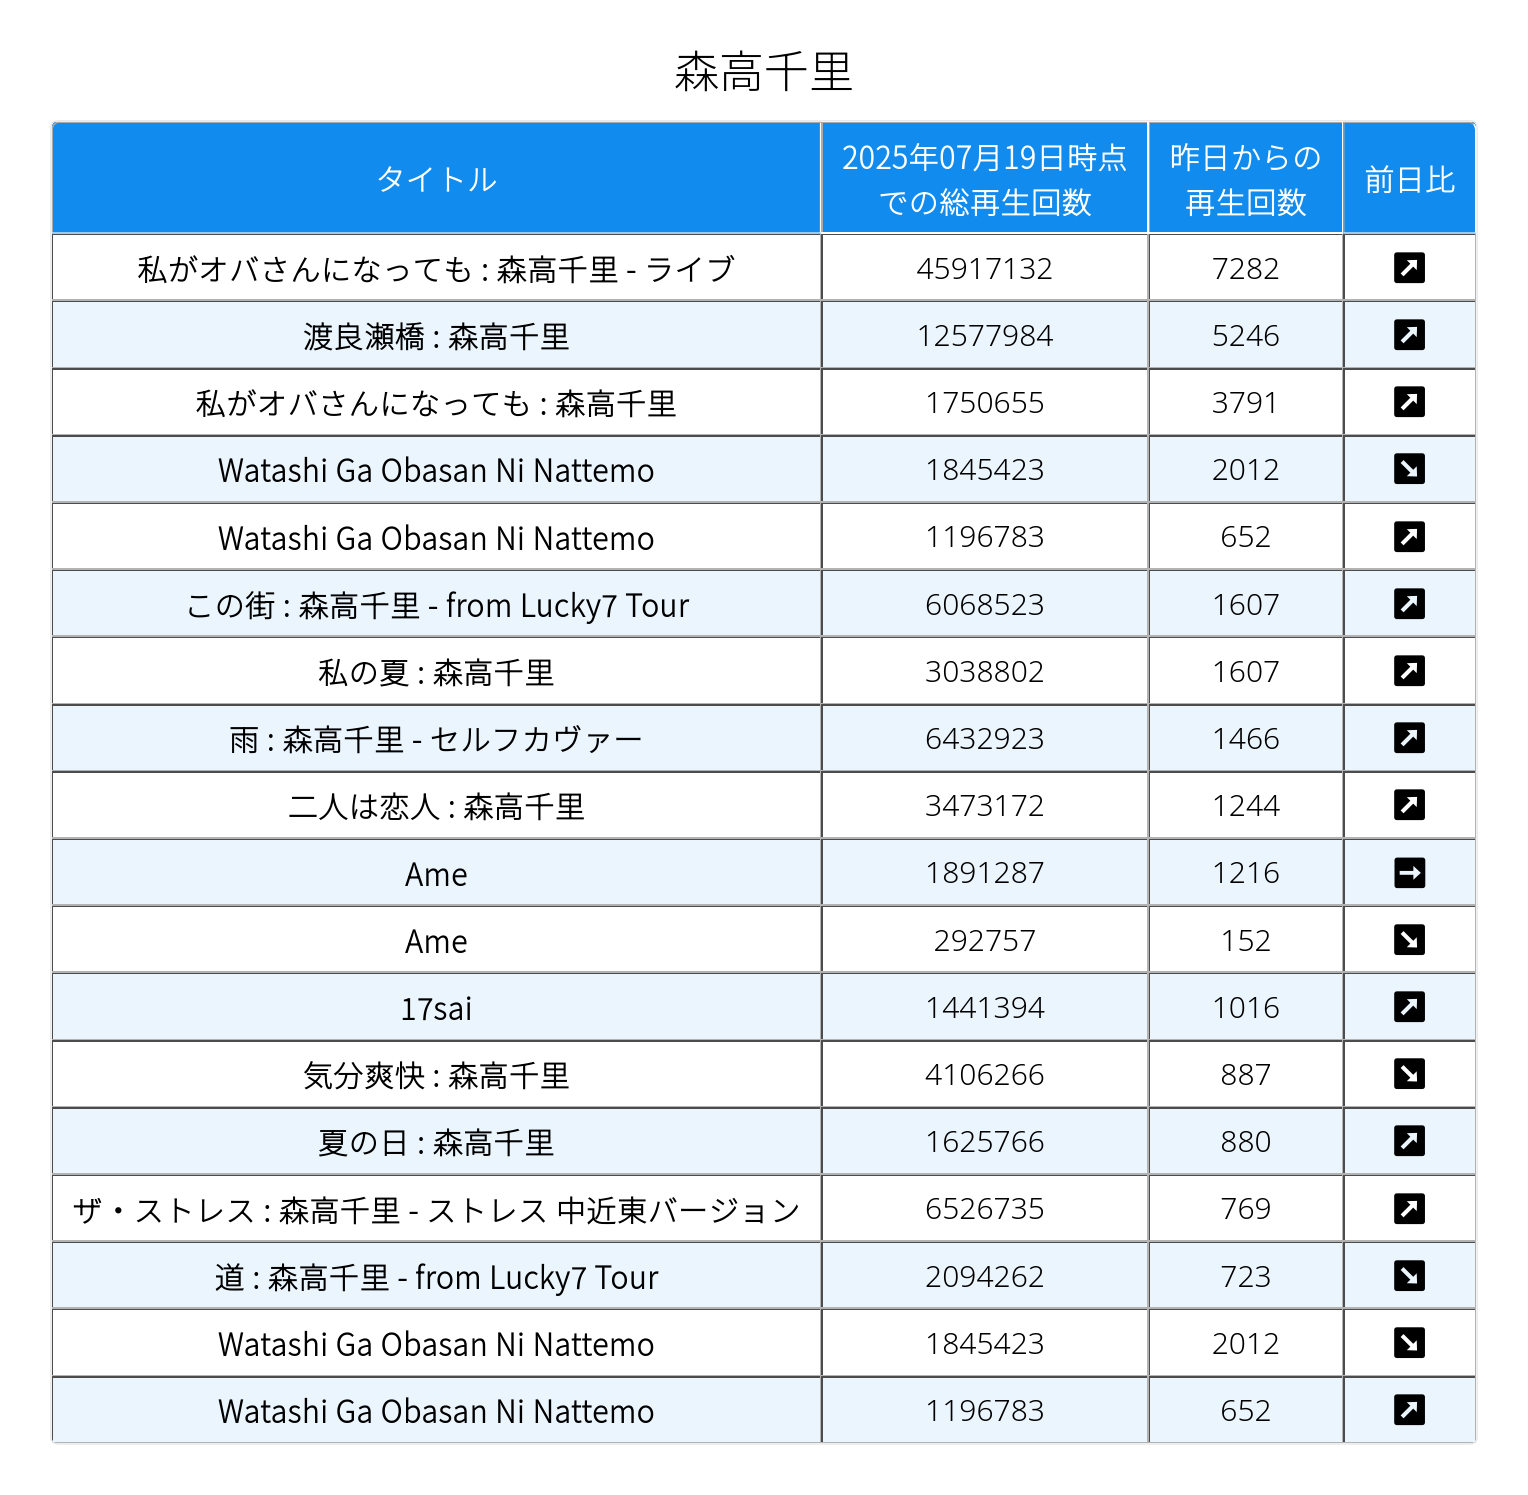 森高千里
タイトル 2025年07月19日時点での総再生回数 昨日からの再生回数 前日比
私がオバさんになっても : 森高千里 - ライブ 45917132 7282 ↗
渡良瀬橋 : 森高千里 12577984 5246 ↗
私がオバさんになっても : 森高千里 1750655 3791 ↗
Watashi Ga Obasan Ni Nattemo 1845423 2012 ↘
Watashi Ga Obasan Ni Nattemo 1196783 652 ↗
この街 : 森高千里 - from Lucky7 Tour 6068523 1607 ↗
私の夏 : 森高千里 3038802 1607 ↗
雨 : 森高千里 - セルフカヴァー 6432923 1466 ↗
二人は恋人 : 森高千里 3473172 1244 ↗
Ame 1891287 1216 →
Ame 292757 152 ↘
17sai 1441394 1016 ↗
気分爽快 : 森高千里 4106266 887 ↘
夏の日 : 森高千里 1625766 880 ↗
ザ・ストレス : 森高千里 - ストレス 中近東バージョン 6526735 769 ↗
道 : 森高千里 - from Lucky7 Tour 2094262 723 ↘
Watashi Ga Obasan Ni Nattemo 1845423 2012 ↘
Watashi Ga Obasan Ni Nattemo 1196783 652 ↗